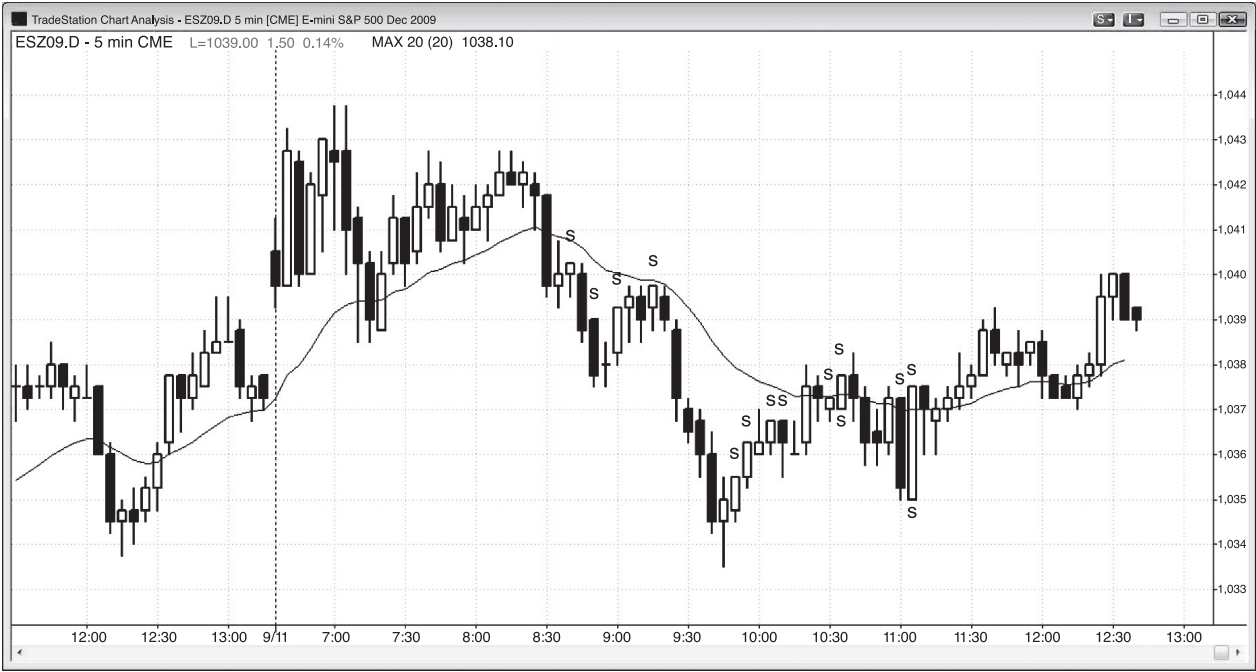 TradeStation Chart Analysis - ESZ09.D 5 min [CME] E-mini S&P 500 Dec 2009
S I
ESZ09.D - 5 min CME L=1039.00 1.50 0.14% MAX 20 (20) 1038.10
1,044
1,043
1,042
1,041
S
S
1,040
S
S
1,039
S
1,038
S
S
S
S S
1,037
S
S
1,036
S
1,035
S
1,034
1,033
12:00 12:30 13:00 9/11 7:00 7:30 8:00 8:30 9:00 9:30 10:00 10:30 11:00 11:30 12:00 12:30 13:00